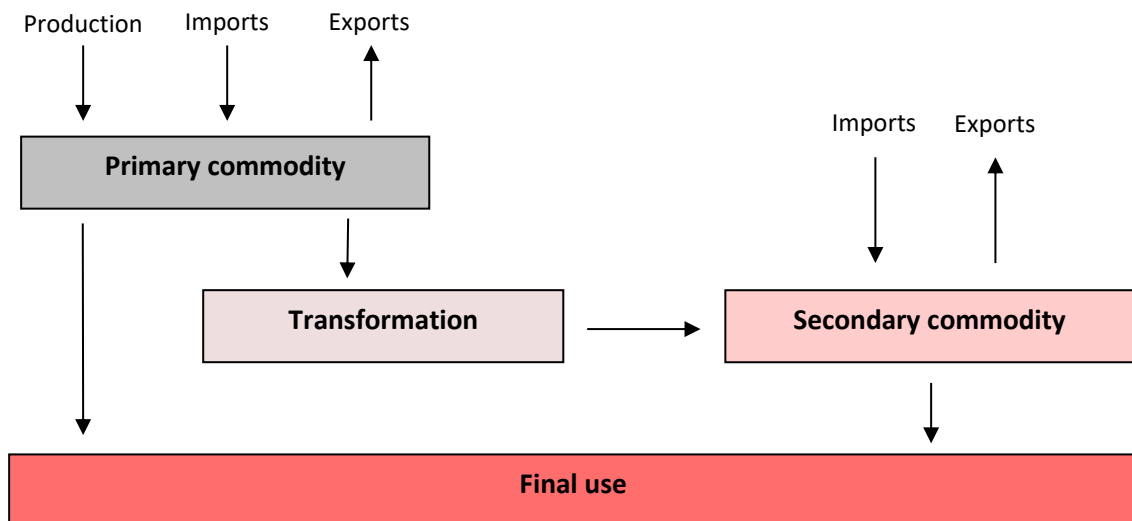 Production Imports Exports
Imports Exports
Primary commodity
Transformation
Secondary commodity
Final use